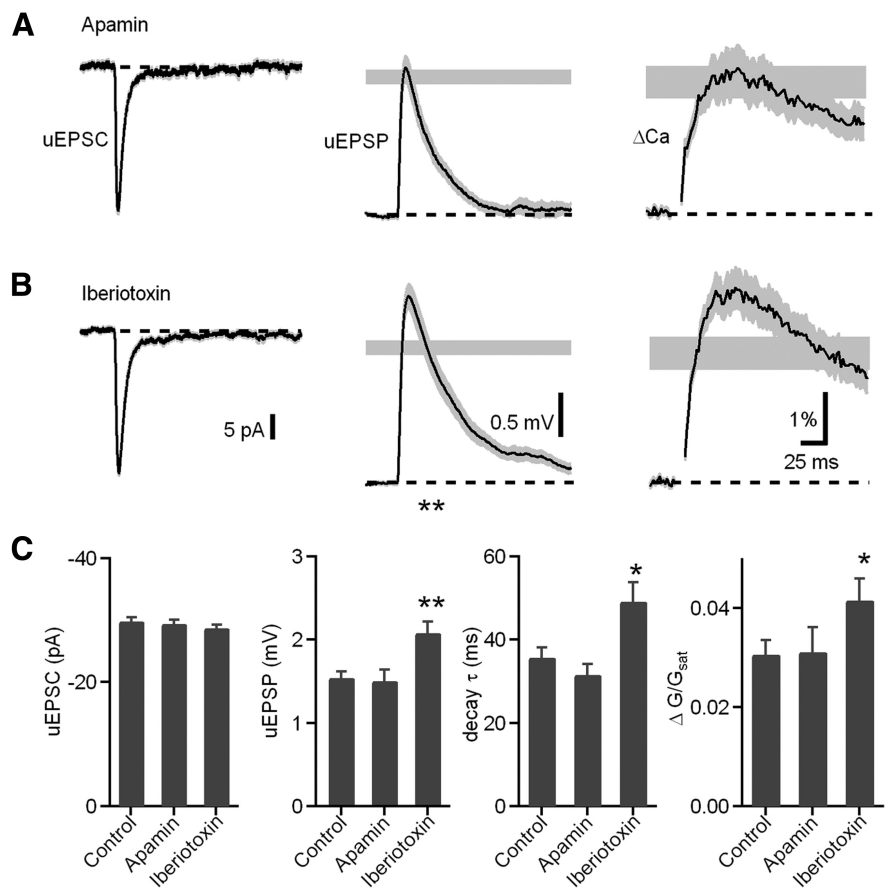 A
Apamin
uEPSC
uEPSP
ΔCa
B
Iberiotoxin
5 pA
0.5 mV
1%
25 ms
**
C
-40
-20
0
uEPSC (pA)
Control
Apamin
Iberiotoxin
3
2
1
0
uEPSP (mV)
**
Control
Apamin
Iberiotoxin
60
40
20
0
decay τ (ms)
*
Control
Apamin
Iberiotoxin
0.04
0.02
0.00
Δ G/Gsat
*
Control
Apamin
Iberiotoxin